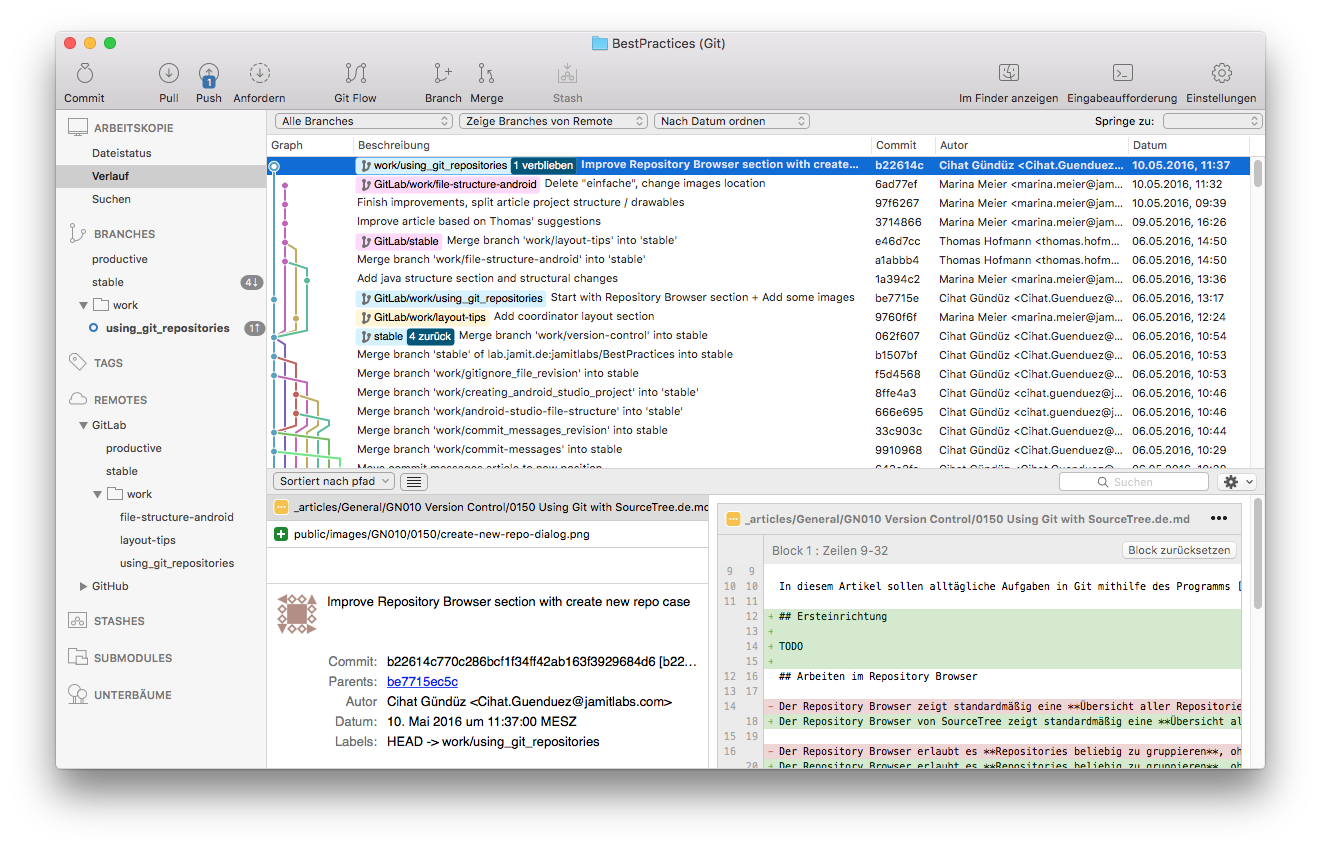 BestPractices (Git)
Commit
Pull
1
Push
Anfordern
Git Flow
Branch
Merge
Stash
Im Finder anzeigen
Eingabeaufforderung
Einstellungen
ARBEITSKOPIE
Dateistatus
Verlauf
Suchen
BRANCHES
productive
stable 4↓
work
using_git_repositories 1↑
TAGS
REMOTES
GitLab
productive
stable
work
file-structure-android
layout-tips
using_git_repositories
GitHub
STASHES
SUBMODULES
UNTERBÄUME
Alle Branches
Zeige Branches von Remote
Nach Datum ordnen
Springe zu:
Graph Beschreibung Commit Autor Datum
work/using_git_repositories 1 verblieben Improve Repository Browser section with create… b22614c Cihat Gündüz <Cihat.Guenduez… 10.05.2016, 11:37
GitLab/work/file-structure-android Delete "einfache", change images location 6ad77ef Marina Meier <marina.meier@jam… 10.05.2016, 11:32
Finish improvements, split article project structure / drawables 97f6267 Marina Meier <marina.meier@jam… 10.05.2016, 09:39
Improve article based on Thomas' suggestions 3714866 Marina Meier <marina.meier@jam… 09.05.2016, 16:26
GitLab/stable Merge branch 'work/layout-tips' into 'stable' e46d7cc Thomas Hofmann <thomas.hofm… 06.05.2016, 14:50
Merge branch 'work/file-structure-android' into 'stable' a1abbb4 Thomas Hofmann <thomas.hofm… 06.05.2016, 14:50
Add java structure section and structural changes 1a394c2 Marina Meier <marina.meier@jam… 06.05.2016, 13:36
GitLab/work/using_git_repositories Start with Repository Browser section + Add some images be7715e Cihat Gündüz <Cihat.Guenduez@… 06.05.2016, 13:17
GitLab/work/layout-tips Add coordinator layout section 9760f6f Marina Meier <marina.meier@jam… 06.05.2016, 12:24
stable 4 zurück Merge branch 'work/version-control' into stable 062f607 Cihat Gündüz <Cihat.Guenduez@… 06.05.2016, 10:54
Merge branch 'stable' of lab.jamit.de:jamitlabs/BestPractices into stable b1507bf Cihat Gündüz <Cihat.Guenduez@… 06.05.2016, 10:53
Merge branch 'work/gitignore_file_revision' into stable f5d4568 Cihat Gündüz <Cihat.Guenduez@… 06.05.2016, 10:53
Merge branch 'work/creating_android_studio_project' into 'stable' 8ffe4a3 Cihat Gündüz <cihat.guenduez@j… 06.05.2016, 10:46
Merge branch 'work/android-studio-file-structure' into 'stable' 666e695 Cihat Gündüz <cihat.guenduez@j… 06.05.2016, 10:46
Merge branch 'work/commit_messages_revision' into stable 33c903c Cihat Gündüz <Cihat.Guenduez@… 06.05.2016, 10:44
Merge branch 'work/commit-messages' into stable 9910968 Cihat Gündüz <Cihat.Guenduez@… 06.05.2016, 10:29
Move commit messages article to new position
Sortiert nach pfad
Suchen
_articles/General/GN010 Version Control/0150 Using Git with SourceTree.de.md
public/images/GN010/0150/create-new-repo-dialog.png
Improve Repository Browser section with create new repo case
Commit: b22614c770c286bcf1f34ff42ab163f3929684d6 [b22…
Parents: be7715ec5c
Autor Cihat Gündüz <Cihat.Guenduez@jamitlabs.com>
Datum: 10. Mai 2016 um 11:37:00 MESZ
Labels: HEAD -> work/using_git_repositories
_articles/General/GN010 Version Control/0150 Using Git with SourceTree.de.md
Block 1 : Zeilen 9-32
Block zurücksetzen
9 9
10 10 In diesem Artikel sollen alltägliche Aufgaben in Git mithilfe des Programms [
11 11
12 + ## Ersteinrichtung
13 +
14 + TODO
15 +
12 16 ## Arbeiten im Repository Browser
13 17
14 - Der Repository Browser zeigt standardmäßig eine **Übersicht aller Repositorie
18 + Der Repository Browser von SourceTree zeigt standardmäßig eine **Übersicht al
15 19
16 - Der Repository Browser erlaubt es **Repositories beliebig zu gruppieren**, oh
20 + Der Repository Browser erlaubt es **Repositories beliebig zu gruppieren**, oh